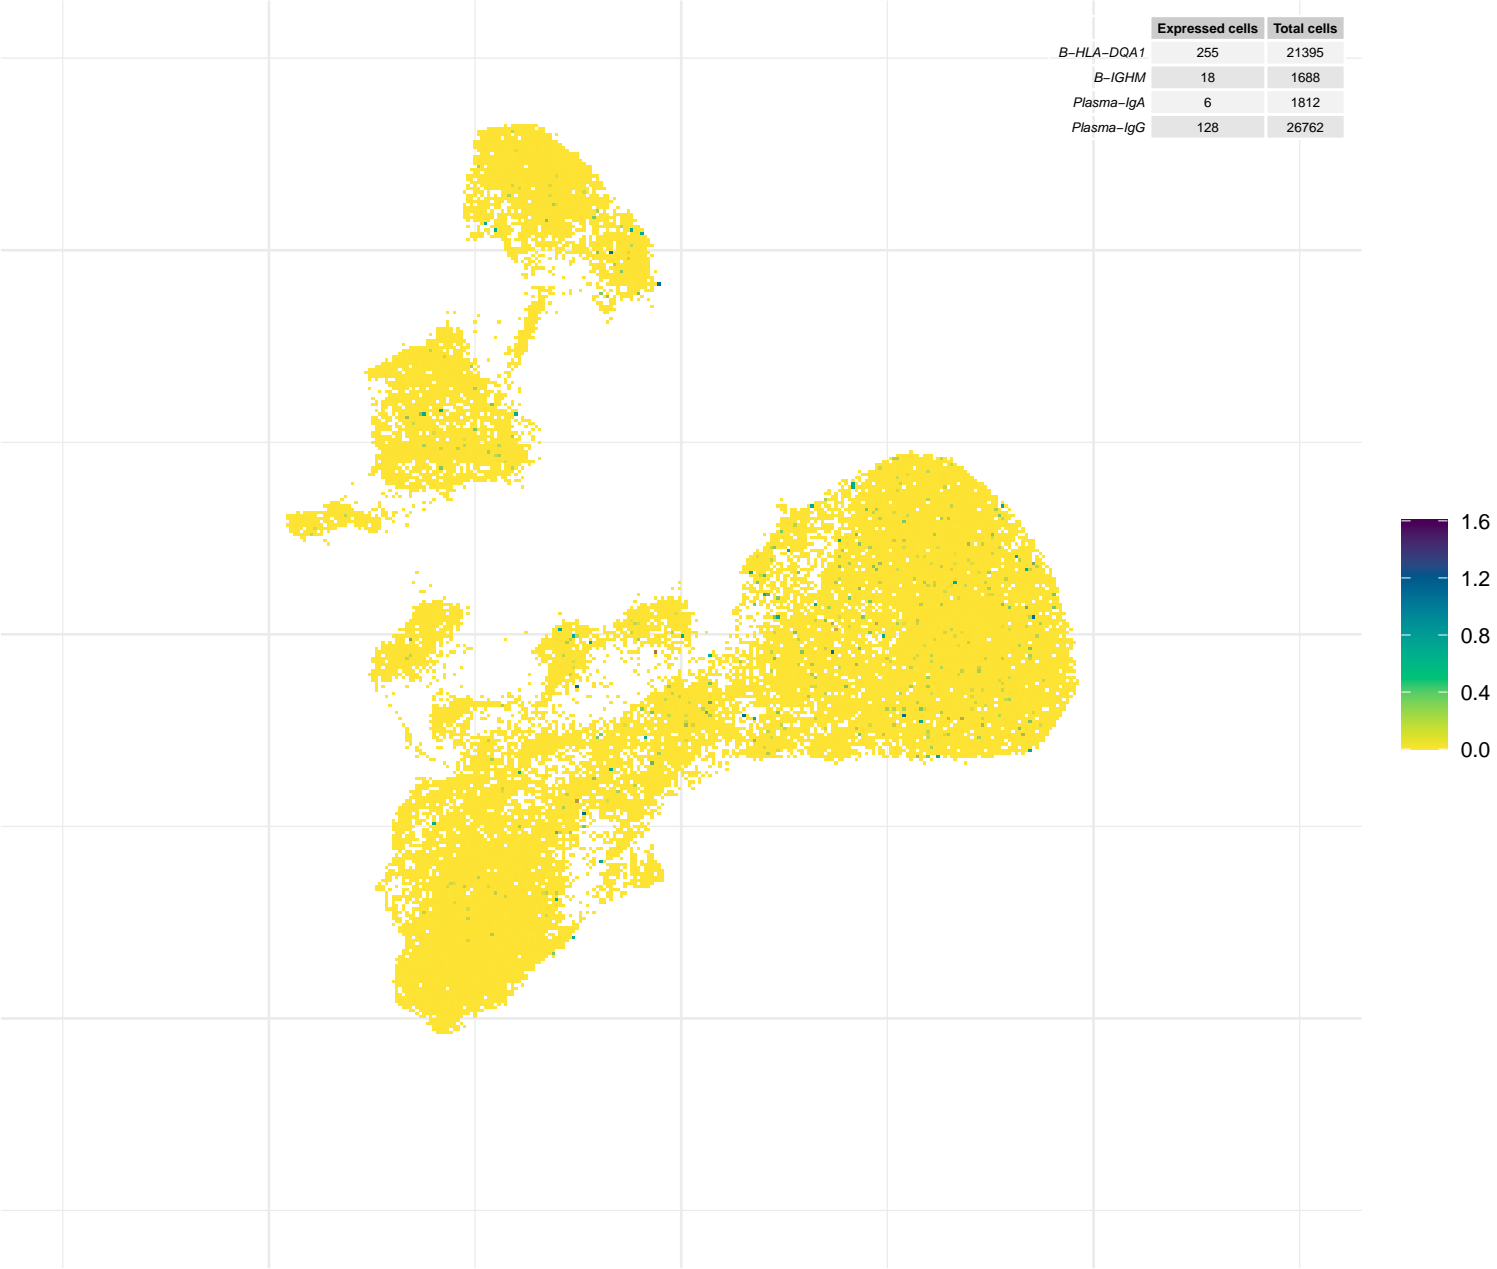 Expressed cells Total cells
B−HLA−DQA1 255 21395
B−IGHM 18 1688
Plasma−IgA 6 1812
Plasma−IgG 128 26762
1.6
1.2
0.8
0.4
0.0